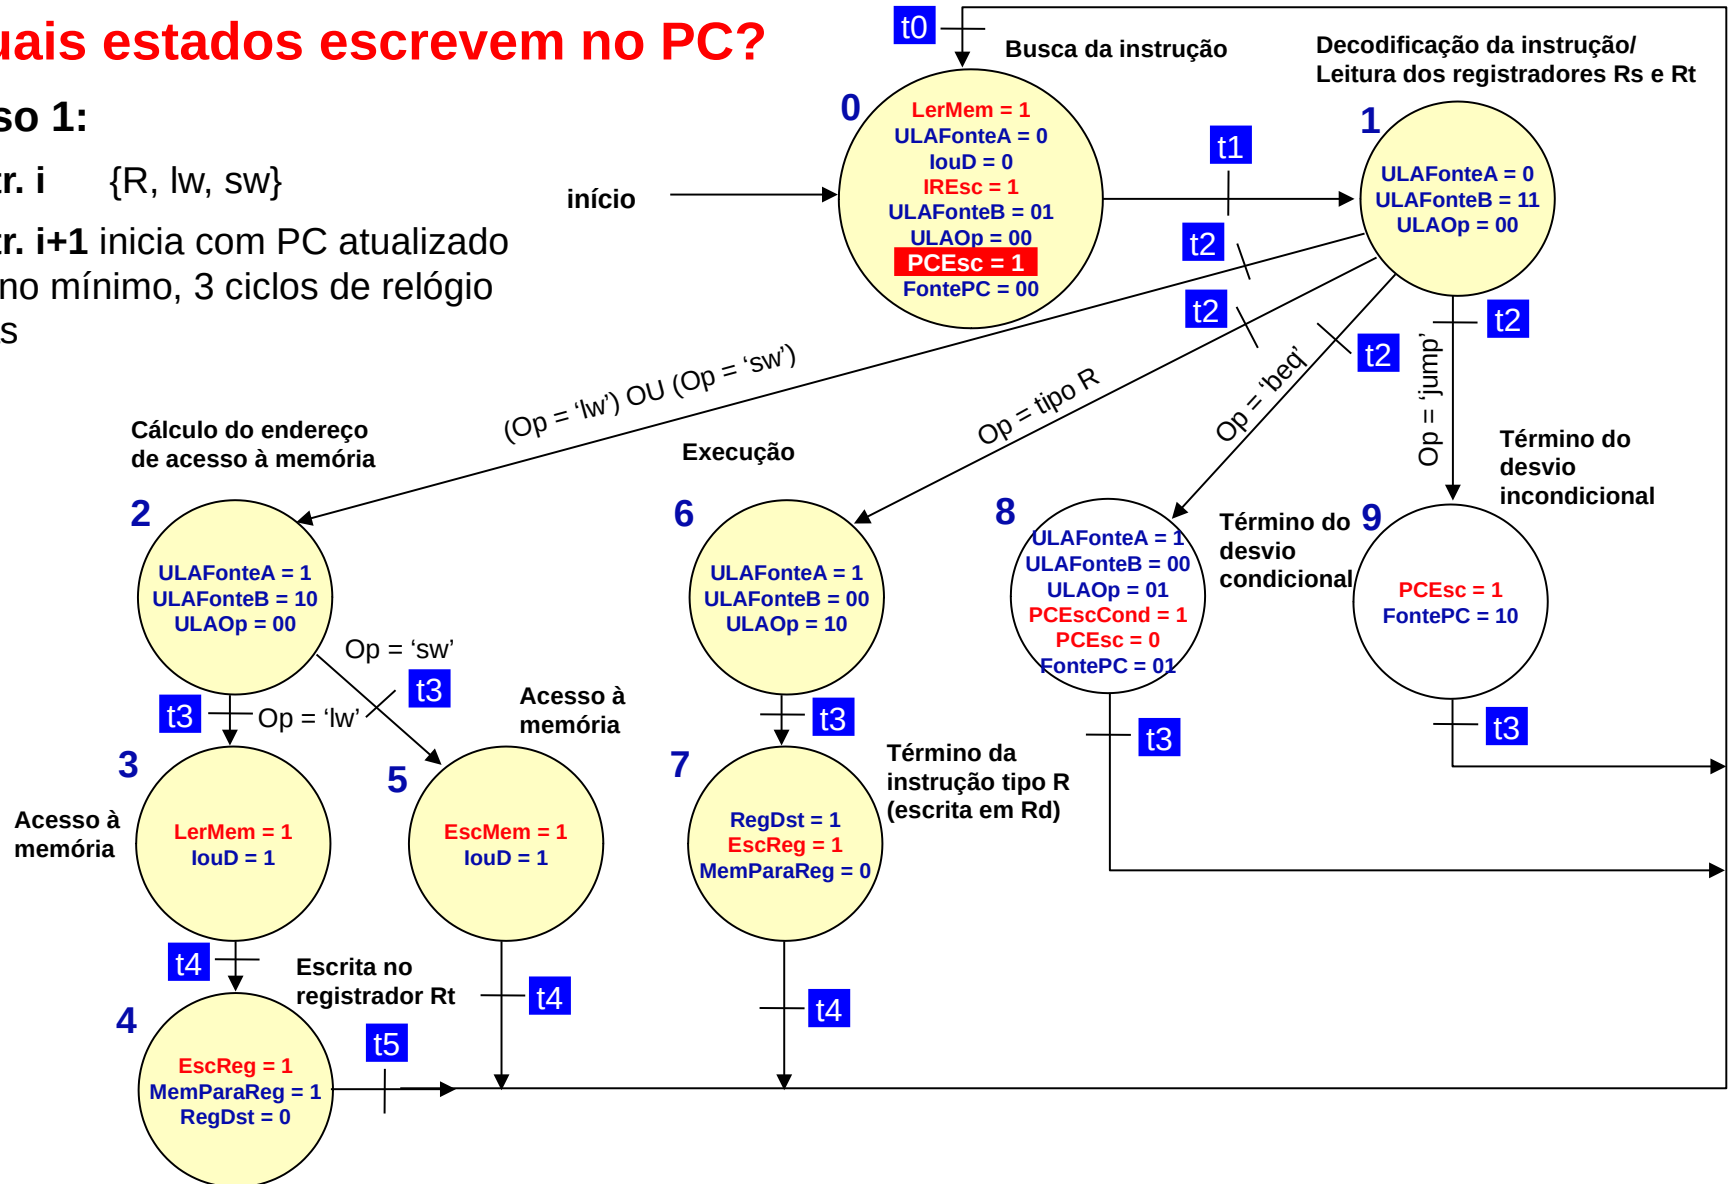 uais estados escrevem no PC?
so 1:
tr. i {R, lw, sw}
tr. i+1 inicia com PC atualizado
no mínimo, 3 ciclos de relógio
s
início
t0
Busca da instrução
0
LerMem = 1
ULAFonteA = 0
IouD = 0
IREsc = 1
ULAFonteB = 01
ULAOp = 00
PCEsc = 1
FontePC = 00
t1
Decodificação da instrução/
Leitura dos registradores Rs e Rt
1
ULAFonteA = 0
ULAFonteB = 11
ULAOp = 00
t2
t2
t2
t2
(Op = ‘lw’) OU (Op = ‘sw’)
Op = tipo R
Op = ‘beq’
Op = ‘jump’
Cálculo do endereço
de acesso à memória
2
ULAFonteA = 1
ULAFonteB = 10
ULAOp = 00
Execução
6
ULAFonteA = 1
ULAFonteB = 00
ULAOp = 10
8
ULAFonteA = 1
ULAFonteB = 00
ULAOp = 01
PCEscCond = 1
PCEsc = 0
FontePC = 01
Término do
desvio
condicional
9
PCEsc = 1
FontePC = 10
Término do
desvio
incondicional
Op = ‘sw’
t3
t3
Op = ‘lw’
t3
t3
t3
3
Acesso à
memória
LerMem = 1
IouD = 1
Acesso à
memória
5
EscMem = 1
IouD = 1
7
RegDst = 1
EscReg = 1
MemParaReg = 0
Término da
instrução tipo R
(escrita em Rd)
t4
t4
t4
Escrita no
registrador Rt
4
EscReg = 1
MemParaReg = 1
RegDst = 0
t5